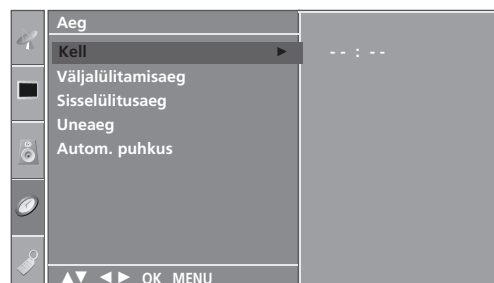 Aeg
Kell ► -- : --
Väljalülitamisaeg
Sisselülitusaeg
Uneaeg
Autom. puhkus
▲▼ ◄► OK MENU